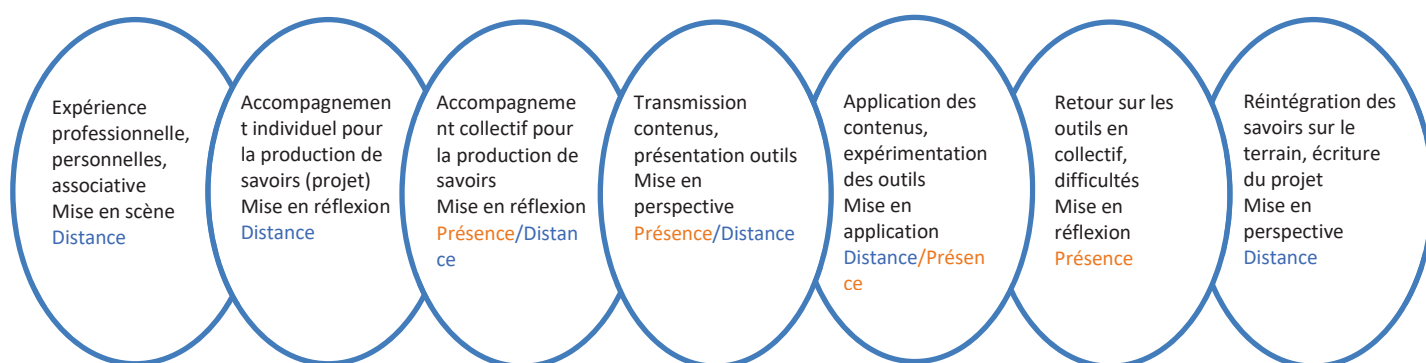 Expérience
professionnelle,
personnelles,
associative
Mise en scène
Distance
Accompagnemen
t individuel pour
la production de
savoirs (projet)
Mise en réflexion
Distance
Accompagneme
nt collectif pour
la production de
savoirs
Mise en réflexion
Présence/Distan
ce
Transmission
contenus,
présentation outils
Mise en
perspective
Présence/Distance
Application des
contenus,
expérimentation
des outils
Mise en
application
Distance/Présen
ce
Retour sur les
outils en
collectif,
difficultés
Mise en
réflexion
Présence
Réintégration des
savoirs sur le
terrain, écriture
du projet
Mise en
perspective
Distance